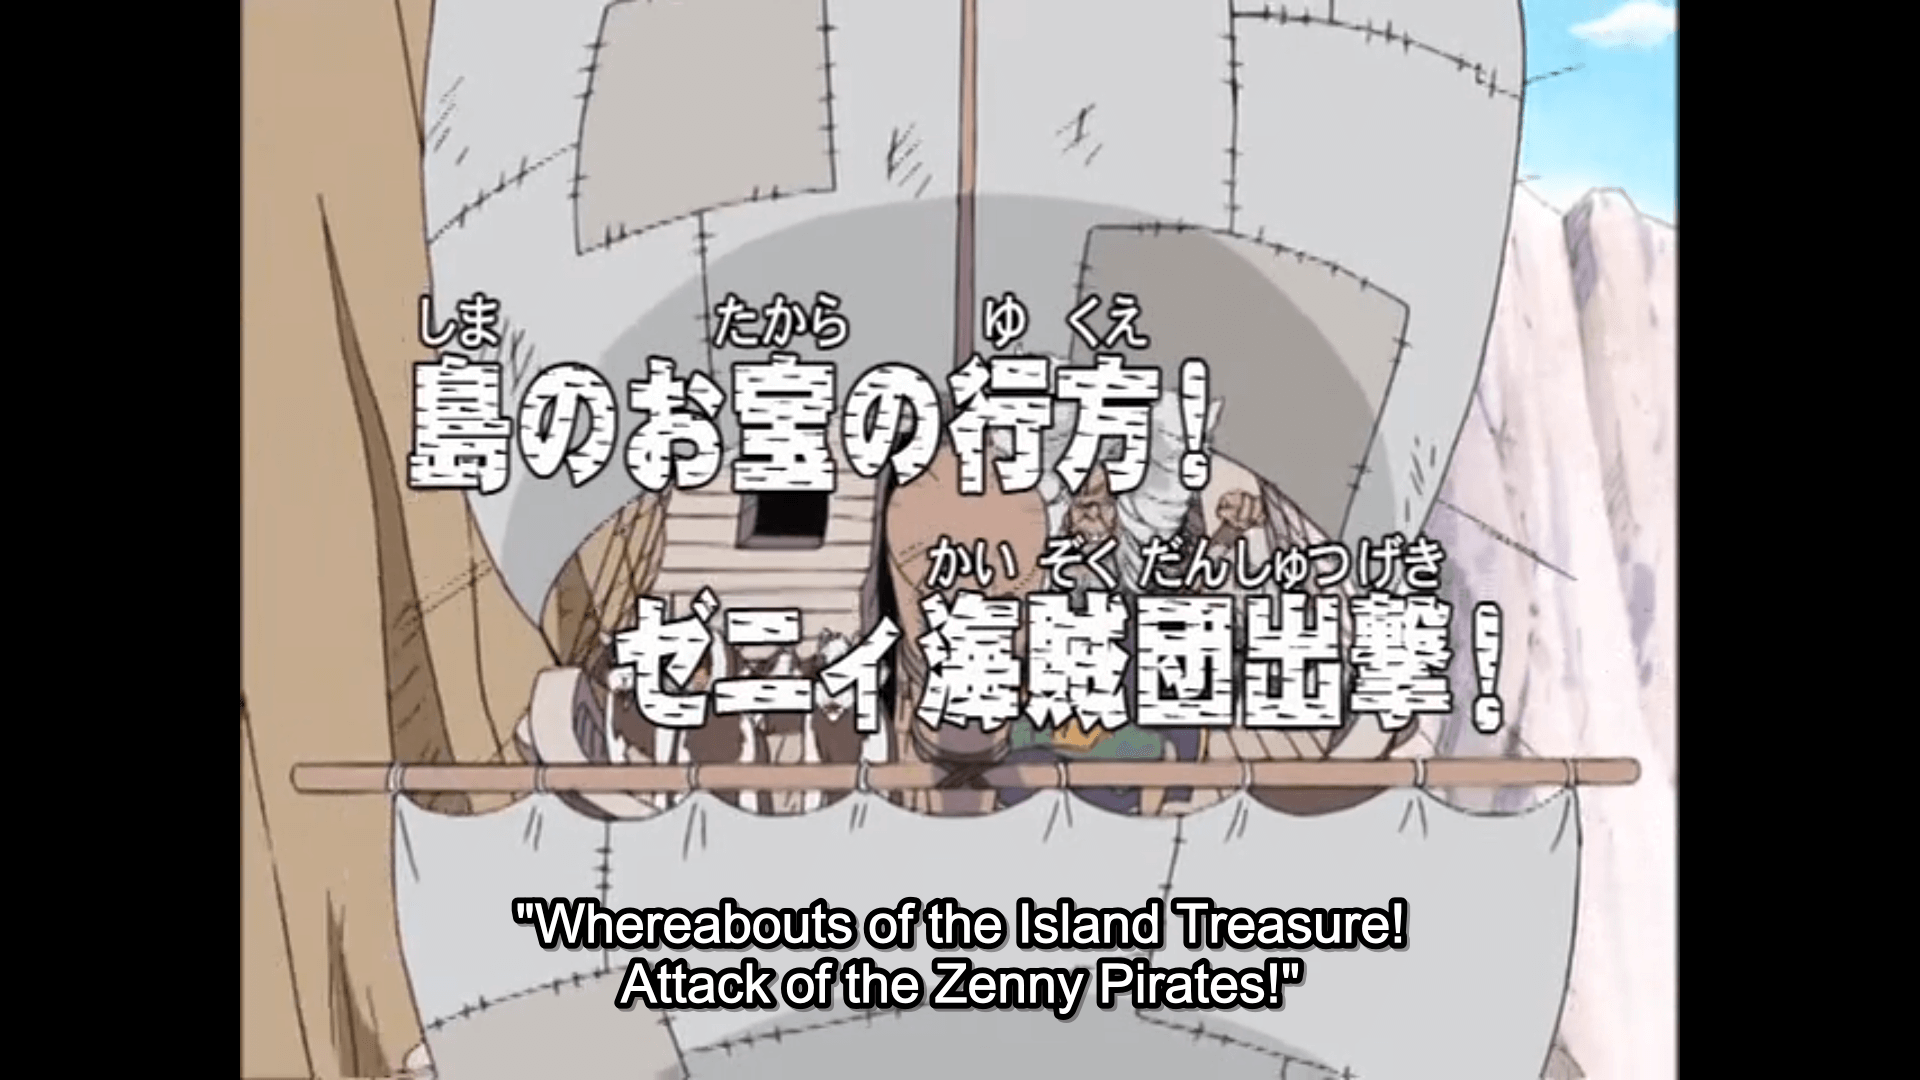 しま たから ゆくえ
島のお宝の行方!
かいぞくだんしゅつげき
ゼニィ海賊団出撃!
"Whereabouts of the Island Treasure!
Attack of the Zenny Pirates!"